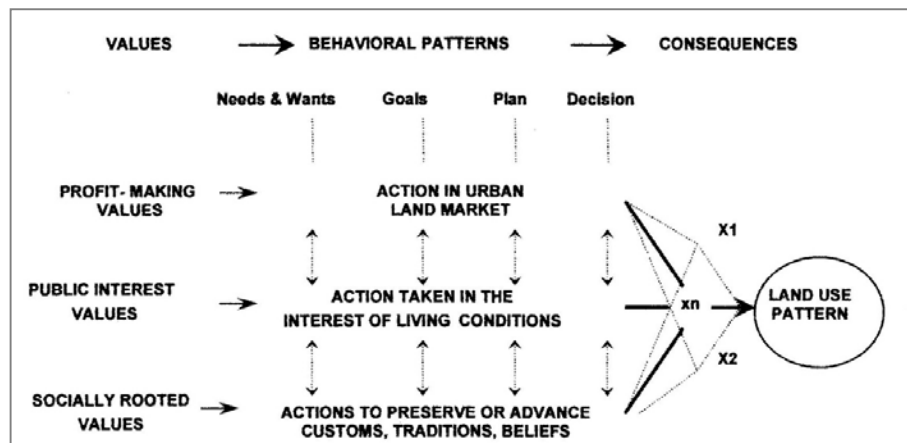 VALUES BEHAVIORAL PATTERNS CONSEQUENCES
Needs & Wants Goals Plan Decision
PROFIT- MAKING
VALUES
ACTION IN URBAN
LAND MARKET
X1
PUBLIC INTEREST
VALUES
ACTION TAKEN IN THE
INTEREST OF LIVING CONDITIONS
xn
LAND USE
PATTERN
X2
SOCIALLY ROOTED
VALUES
ACTIONS TO PRESERVE OR ADVANCE
CUSTOMS, TRADITIONS, BELIEFS